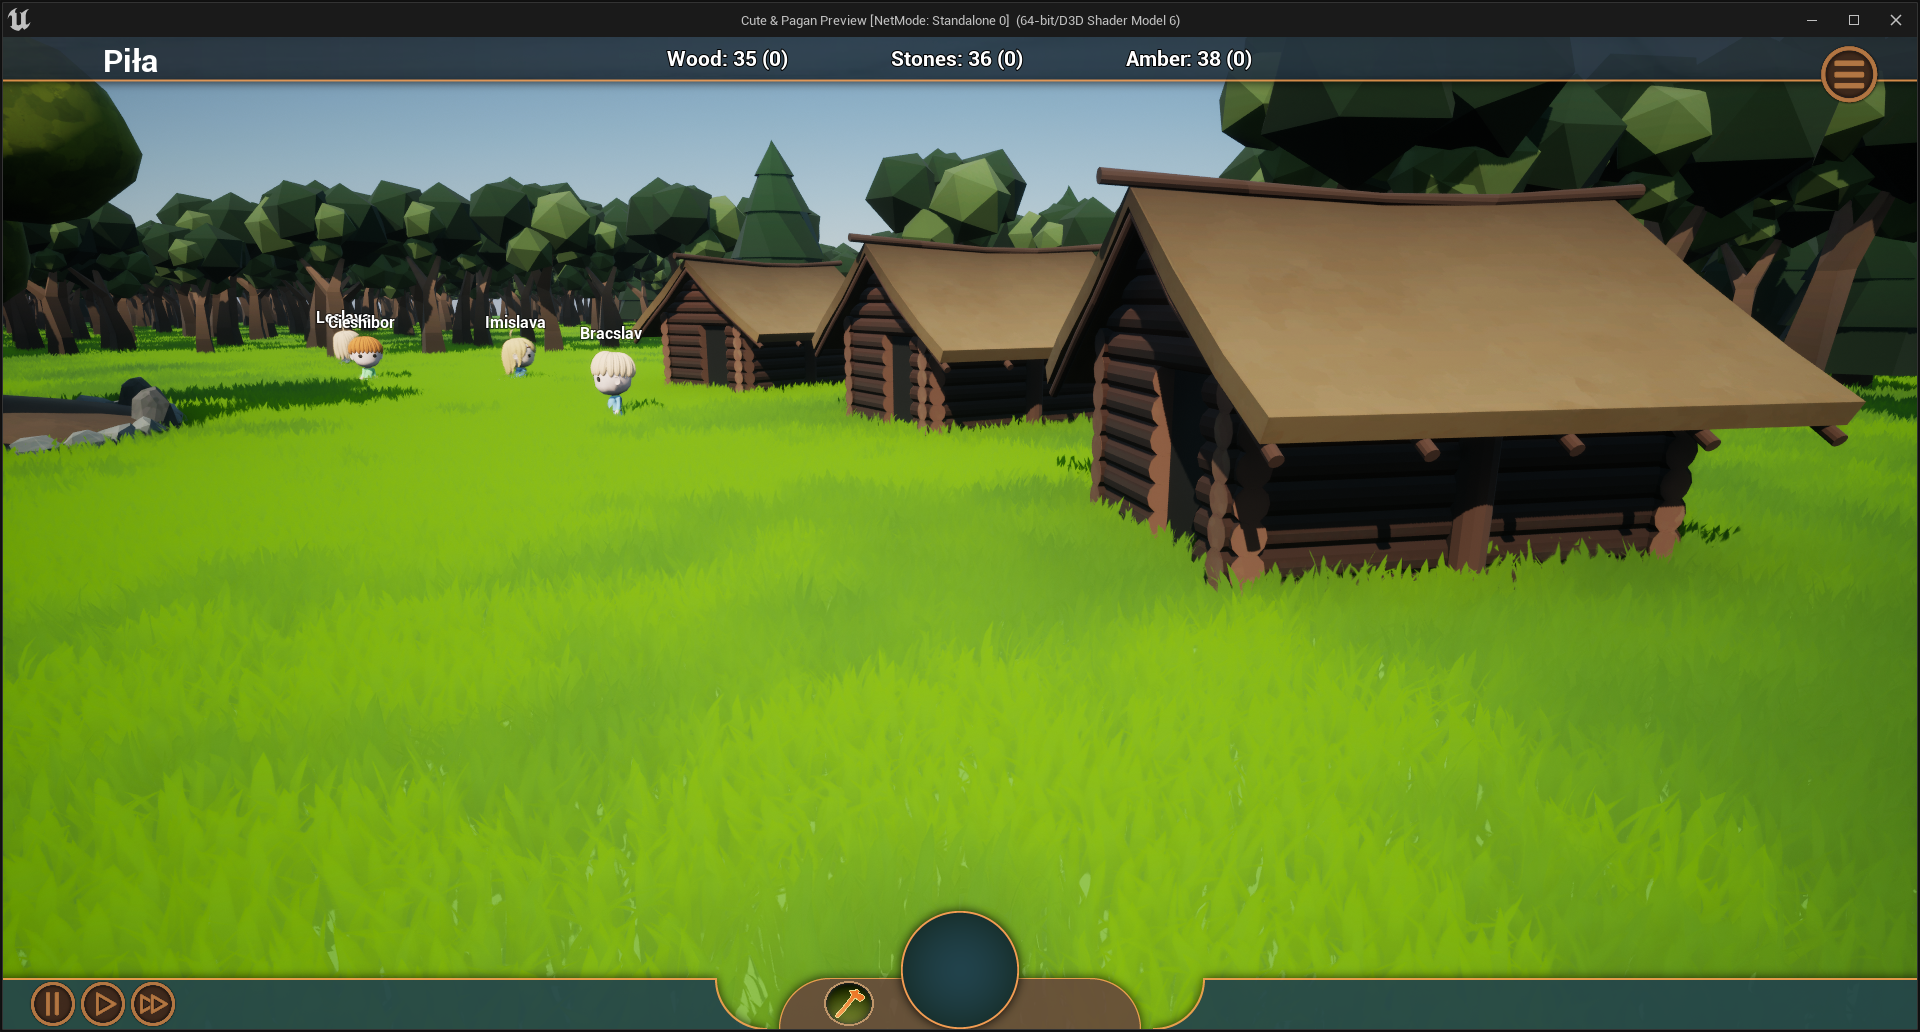 Cute & Pagan Preview [NetMode: Standalone 0] (64-bit/D3D Shader Model 6)
Piła
Wood: 35 (0)
Stones: 36 (0)
Amber: 38 (0)
Cieshibor
Imislava
Bracslav